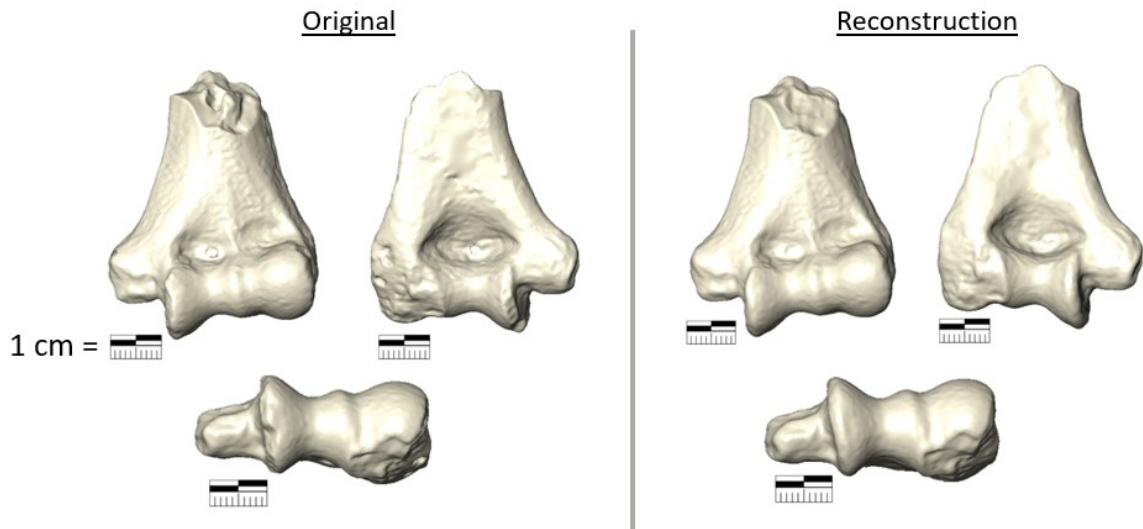 Original
Reconstruction
1 cm =